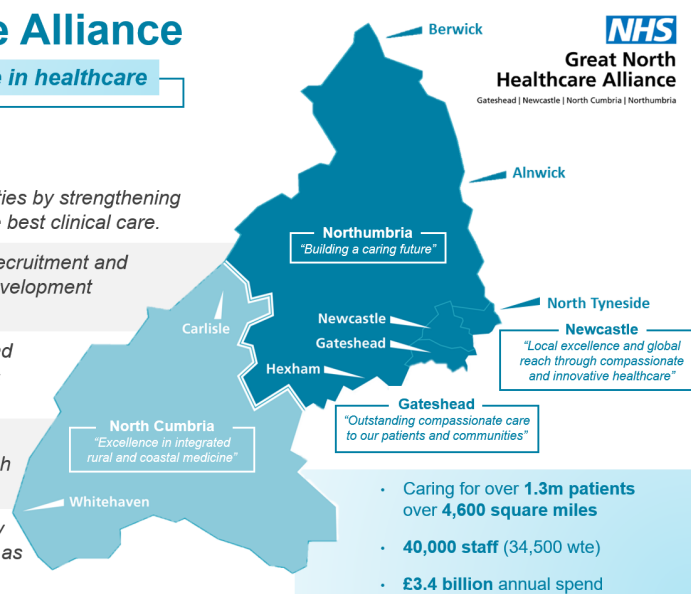 e Alliance
e in healthcare
NHS
Great North
Healthcare Alliance
Gateshead | Newcastle | North Cumbria | Northumbria
ties by strengthening
e best clinical care.
ecruitment and
velopment
d
h
y
as
Berwick
Alnwick
Northumbria
“Building a caring future”
North Tyneside
Newcastle
Gateshead
Hexham
Carlisle
Newcastle
“Local excellence and global
reach through compassionate
and innovative healthcare”
Gateshead
“Outstanding compassionate care
to our patients and communities”
North Cumbria
“Excellence in integrated
rural and coastal medicine”
Whitehaven
• Caring for over 1.3m patients
over 4,600 square miles
• 40,000 staff (34,500 wte)
• £3.4 billion annual spend